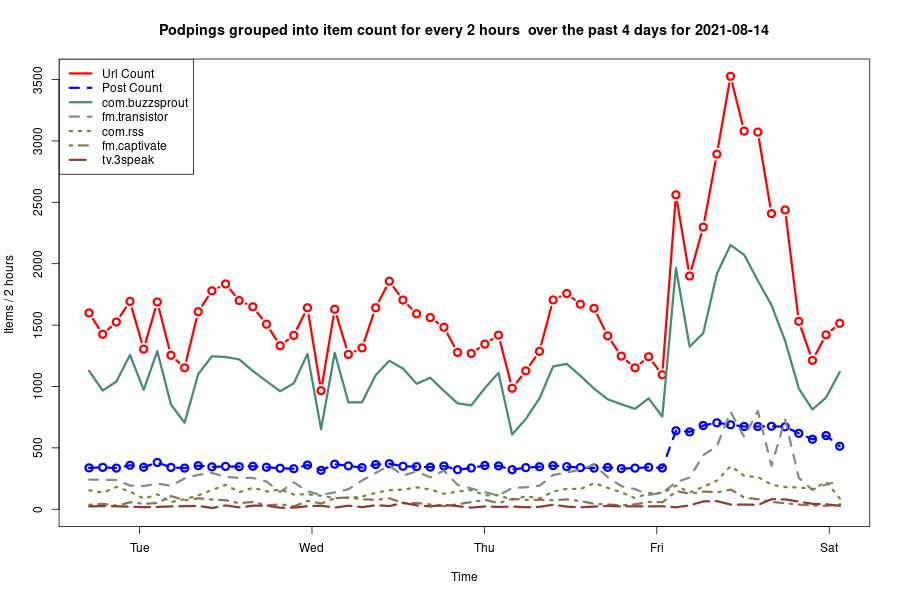 Podpings grouped into item count for every 2 hours  over the past 4 days for 2021-08-14
Url Count
Post Count
com.buzzsprout
fm.transistor
com.rss
fm.captivate
tv.3speak
Items / 2 hours
3500
3000
2500
2000
1500
1000
500
0
Tue
Wed
Thu
Fri
Sat
Time